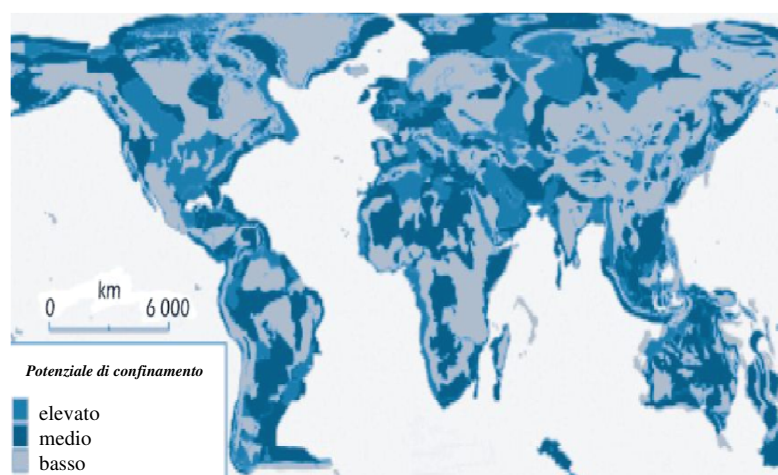 km
0 6 000
Potenziale di confinamento
elevato
medio
basso